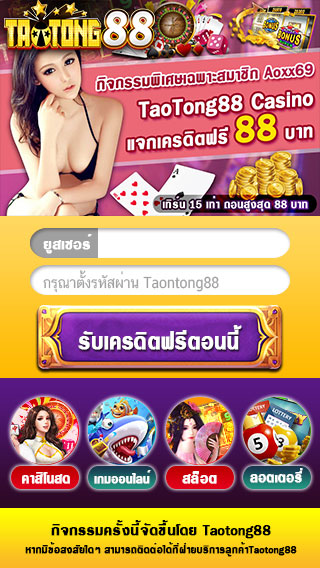 TAOTONG88
BONUS
BONUS
กิจกรรมพิเศษเฉพาะสมาชิก Aoxx69
TaoTong88 Casino
แจกเครดิตฟรี 88 บาท
เทิร์น 15 เท่า ถอนสูงสุด 88 บาท
ยูสเซอร์
กรุณาตั้งรหัสผ่าน Taontong88
รับเครดิตฟรีตอนนี้
LOTTERY
คาสิโนสด
เกมออนไลน์
สล็อต
ลอตเตอรี่
กิจกรรมครั้งนี้จัดขึ้นโดย Taotong88
หากมีข้อสงสัยใดๆ สามารถติดต่อได้ที่ฝ่ายบริการลูกค้าTaotong88